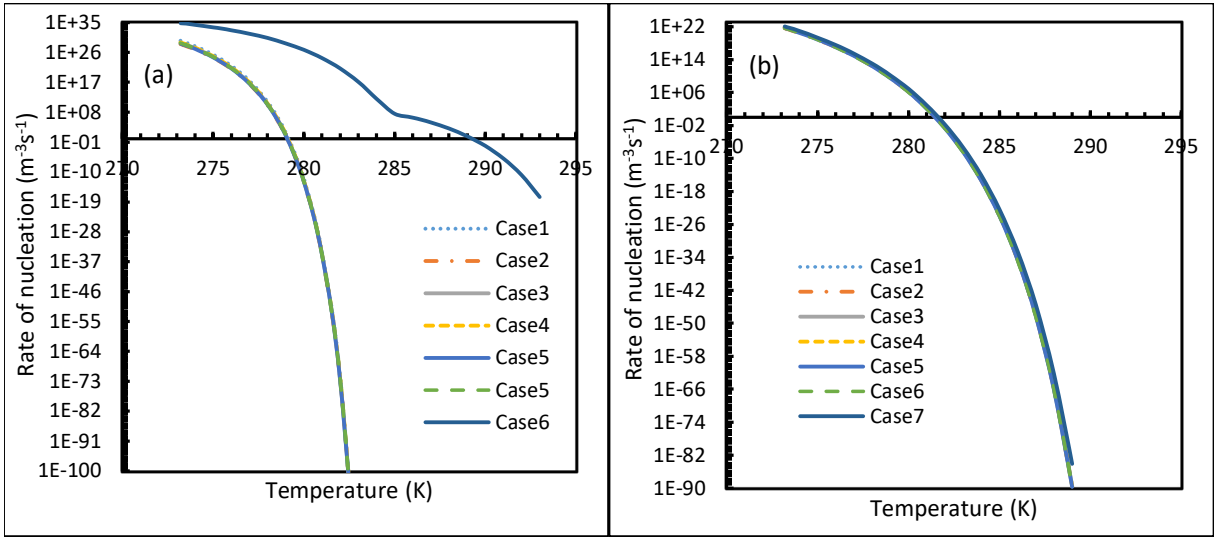 (a)
Rate of nucleation (m⁻³s⁻¹)
1E+35
1E+26
1E+17
1E+08
1E-01
1E-10
1E-19
1E-28
1E-37
1E-46
1E-55
1E-64
1E-73
1E-82
1E-91
1E-100
270 275 280 285 290 295
Case1
Case2
Case3
Case4
Case5
Case5
Case6
Temperature (K)
(b)
Rate of nucleation (m⁻³s⁻¹)
1E+22
1E+14
1E+06
1E-02
1E-10
1E-18
1E-26
1E-34
1E-42
1E-50
1E-58
1E-66
1E-74
1E-82
1E-90
270 275 280 285 290 295
Case1
Case2
Case3
Case4
Case5
Case6
Case7
Temperature (K)